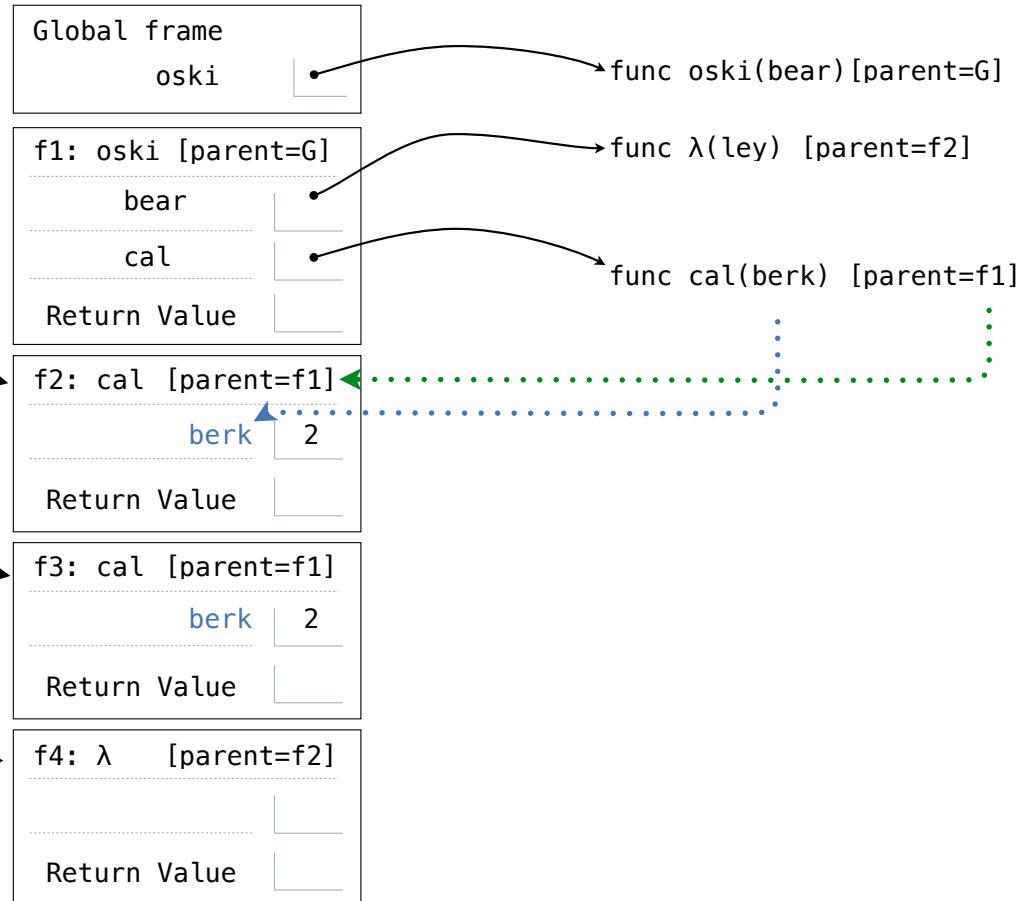 Global frame
oski
func oski(bear)[parent=G]
f1: oski [parent=G]
func λ(ley) [parent=f2]
bear
cal
func cal(berk) [parent=f1]
Return Value
f2: cal [parent=f1]
berk 2
Return Value
f3: cal [parent=f1]
berk 2
Return Value
f4: λ [parent=f2]
Return Value